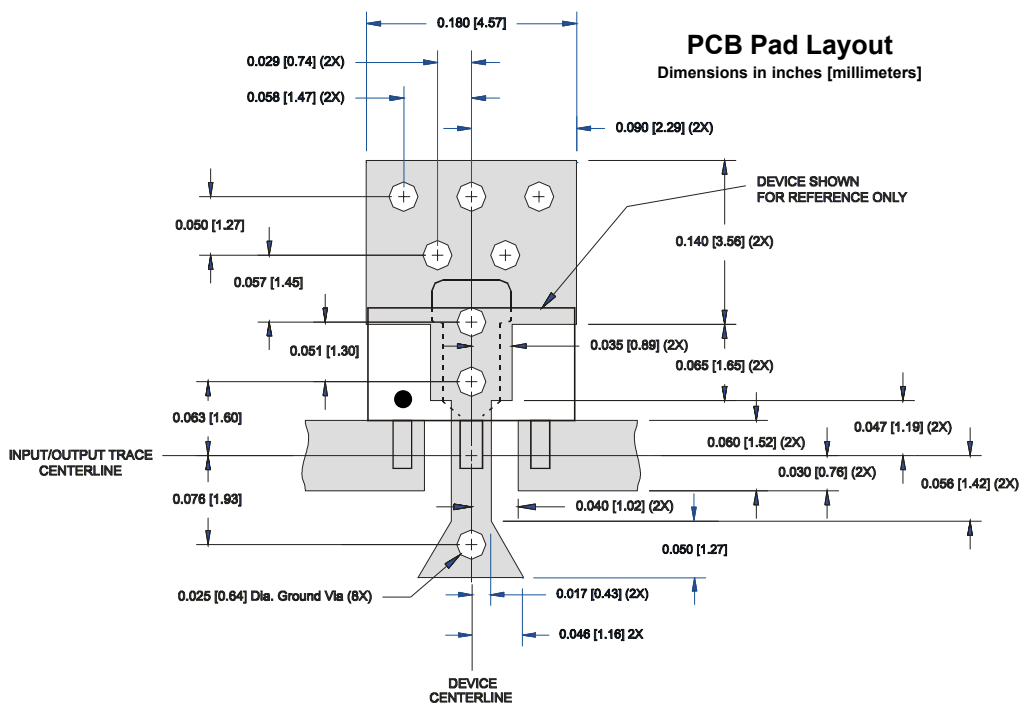 0.180 [4.57]
PCB Pad Layout
Dimensions in inches [millimeters]
0.029 [0.74] (2X)
0.058 [1.47] (2X)
0.090 [2.29] (2X)
DEVICE SHOWN
FOR REFERENCE ONLY
0.050 [1.27]
0.140 [3.56] (2X)
0.057 [1.45]
0.051 [1.30]
0.035 [0.89] (2X)
0.065 [1.65] (2X)
0.063 [1.60]
0.047 [1.19] (2X)
0.060 [1.52] (2X)
INPUT/OUTPUT TRACE
CENTERLINE
0.030 [0.76] (2X)
0.056 [1.42] (2X)
0.076 [1.93]
0.040 [1.02] (2X)
0.050 [1.27]
0.025 [0.64] Dia. Ground Via (8X)
0.017 [0.43] (2X)
0.046 [1.16] 2X
DEVICE
CENTERLINE